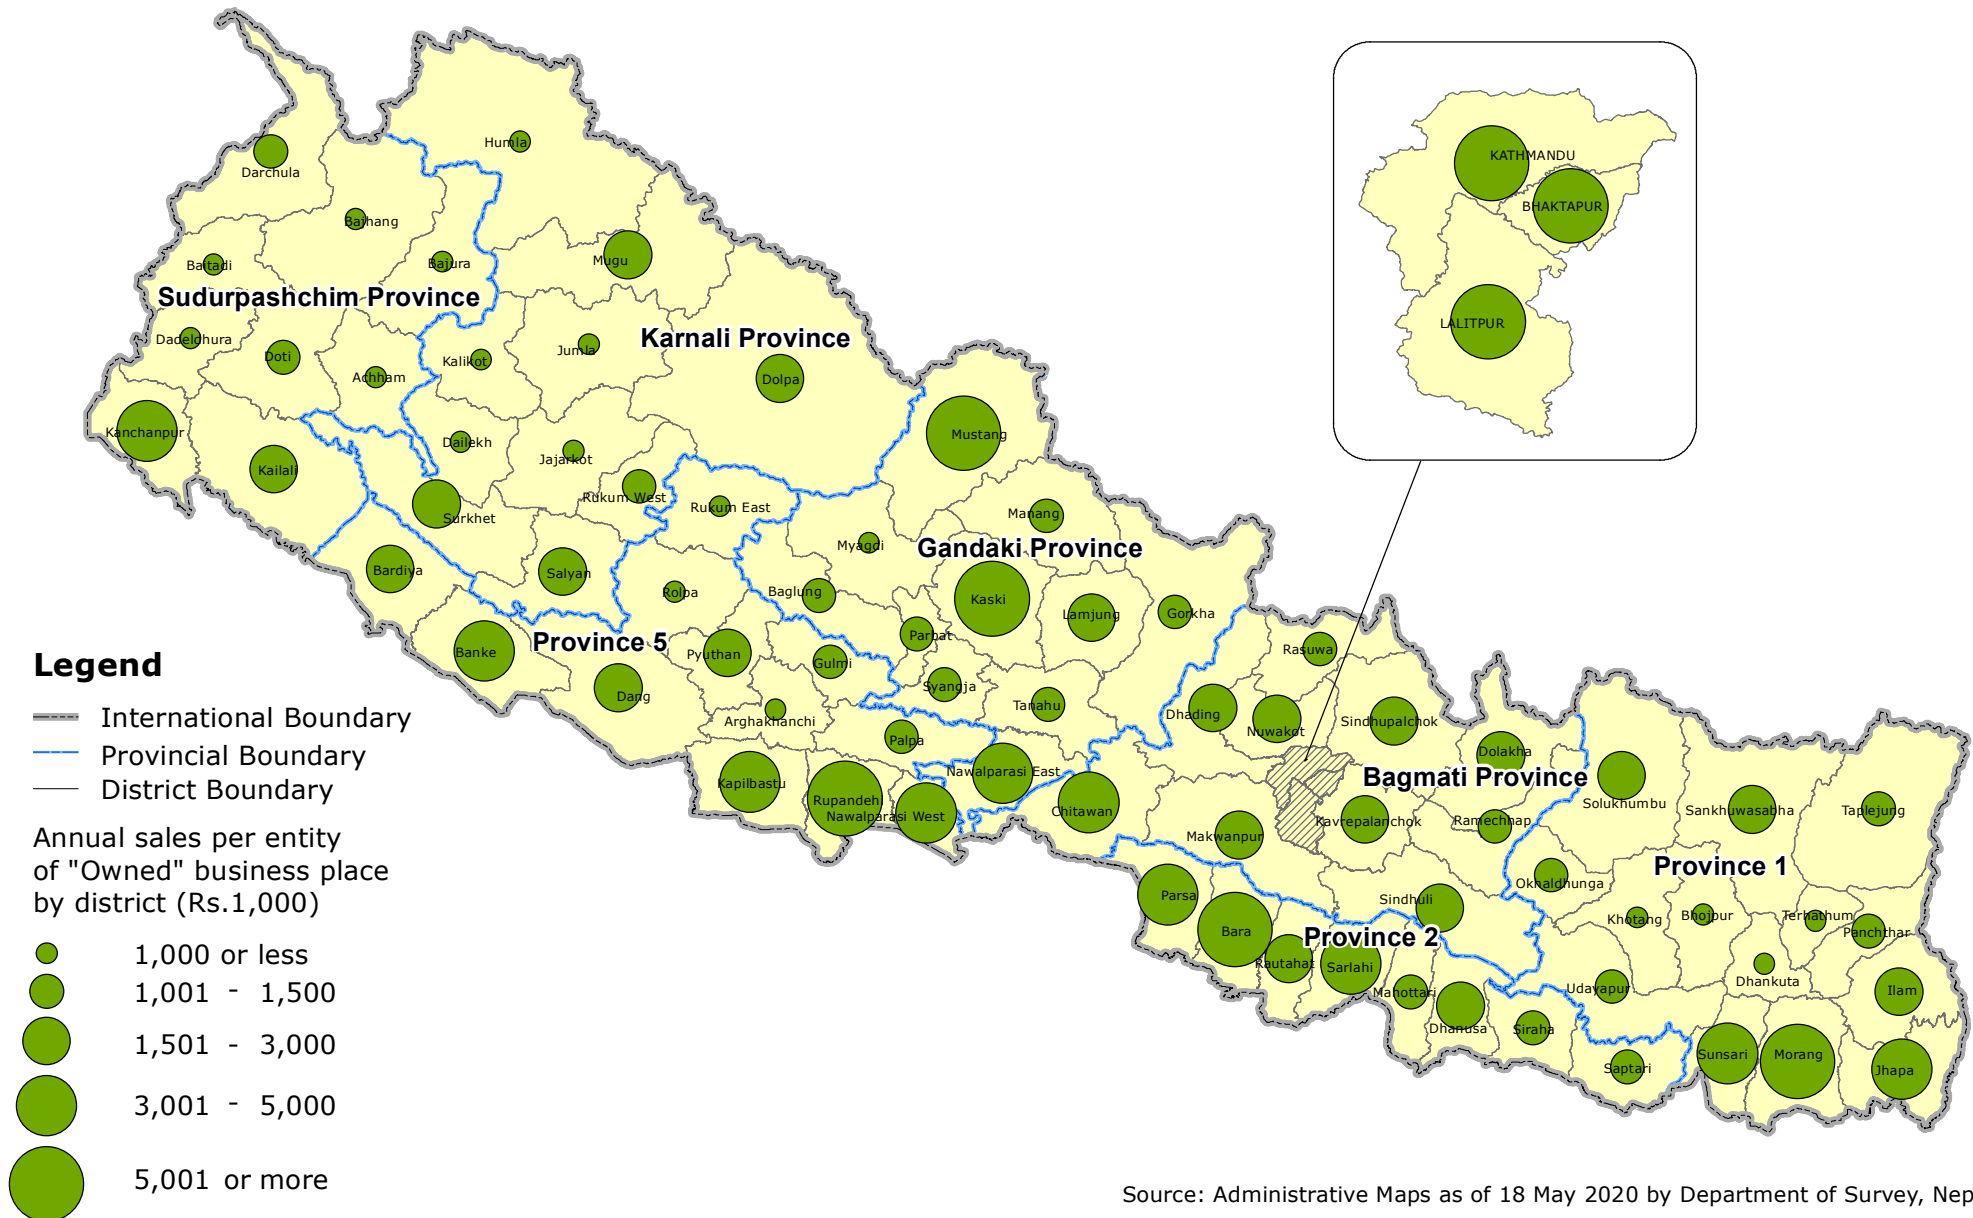 Humla
Darchula
Bajhang
Baitadi
Bajura
Mugu
Sudurpashchim Province
Karnali Province
Dadeldhura
Doti
Achham
Kalikot
Jumla
Dolpa
Kanchanpur
Kailali
Dailekh
Jajarkot
Mustang
Rukum West
Rukum East
Surkhet
Manang
Myagdi
Gandaki Province
Bardiya
Salyan
Rolpa
Baglung
Kaski
Lamjung
Gorkha
Banke
Province 5
Pyuthan
Gulmi
Parbat
Rasuwa
Dang
Syangja
Tanahu
Dhading
Nuwakot
Sindhupalchok
Arghakhanchi
Palpa
Dolakha
Kapilbastu
Nawalparasi East
Bagmati Province
Rupandehi
Nawalparasi West
Chitawan
Makwanpur
Kavrepalanchok
Ramechhap
Solukhumbu
Sankhuwasabha
Taplejung
Province 1
Parsa
Sindhuli
Okhaldhunga
Khotang
Bhojpur
Terhathum
Panchthar
Bara
Province 2
Rautahat
Sarlahi
Mahottari
Udayapur
Dhankuta
Ilam
Dhanusa
Siraha
Saptari
Sunsari
Morang
Jhapa
KATHMANDU
BHAKTAPUR
LALITPUR
Legend
International Boundary
Provincial Boundary
District Boundary
Annual sales per entity
of "Owned" business place
by district (Rs.1,000)
1,000 or less
1,001 - 1,500
1,501 - 3,000
3,001 - 5,000
5,001 or more
Source: Administrative Maps as of 18 May 2020 by Department of Survey, Nep